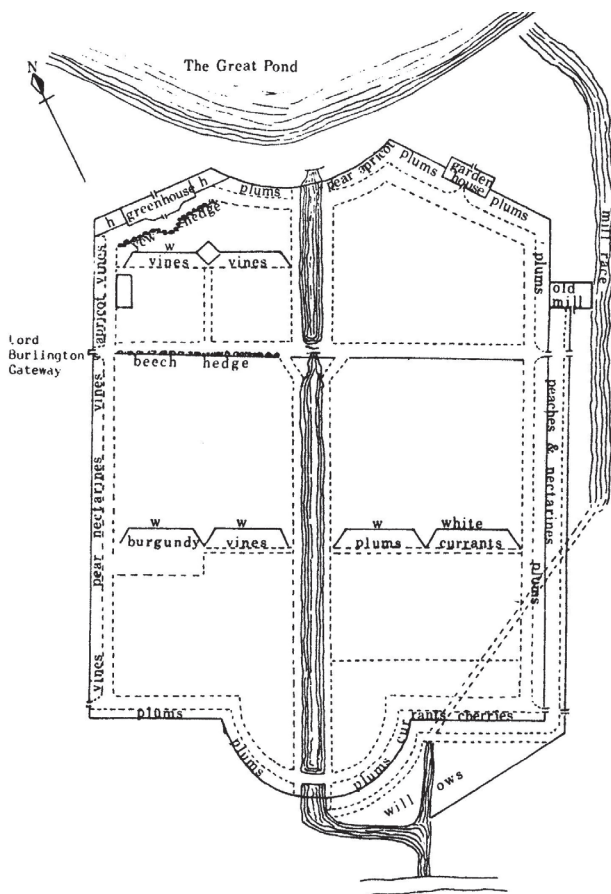 The Great Pond
N
plums
pear apricot
plums
garden
house
plums
h greenhouse h
yew hedge
w
vines vines
apricot vines
plums
old
mill
mill race
Lord
Burlington
Gateway
beech hedge
vines
pear nectarines
vines
peaches & nectarines
w
burgundy
w
vines
w
plums
white
currants
plums
plums
plums
plums
currants cherries
willows